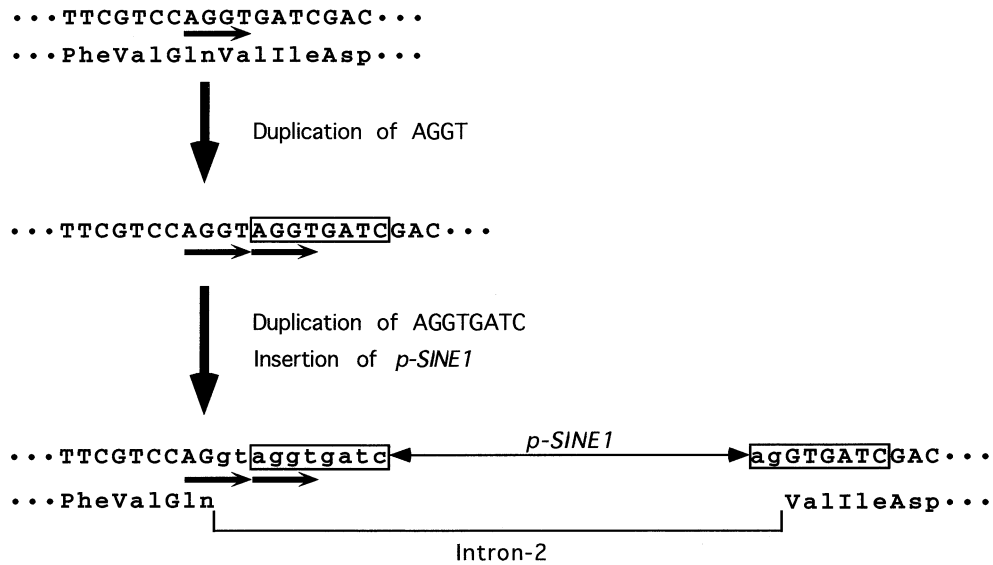 ···TTCGTCCAGGTGATCGAC···
···PheValGlnValIleAsp···
Duplication of AGGT
···TTCGTCCAGGTAGGTGATCGAC···
Duplication of AGGTGATC
Insertion of p-SINE1
p-SINE1
···TTCGTCCAGgtaggtgatc agGTGATCGAC···
···PheValGln ValIleAsp···
Intron-2